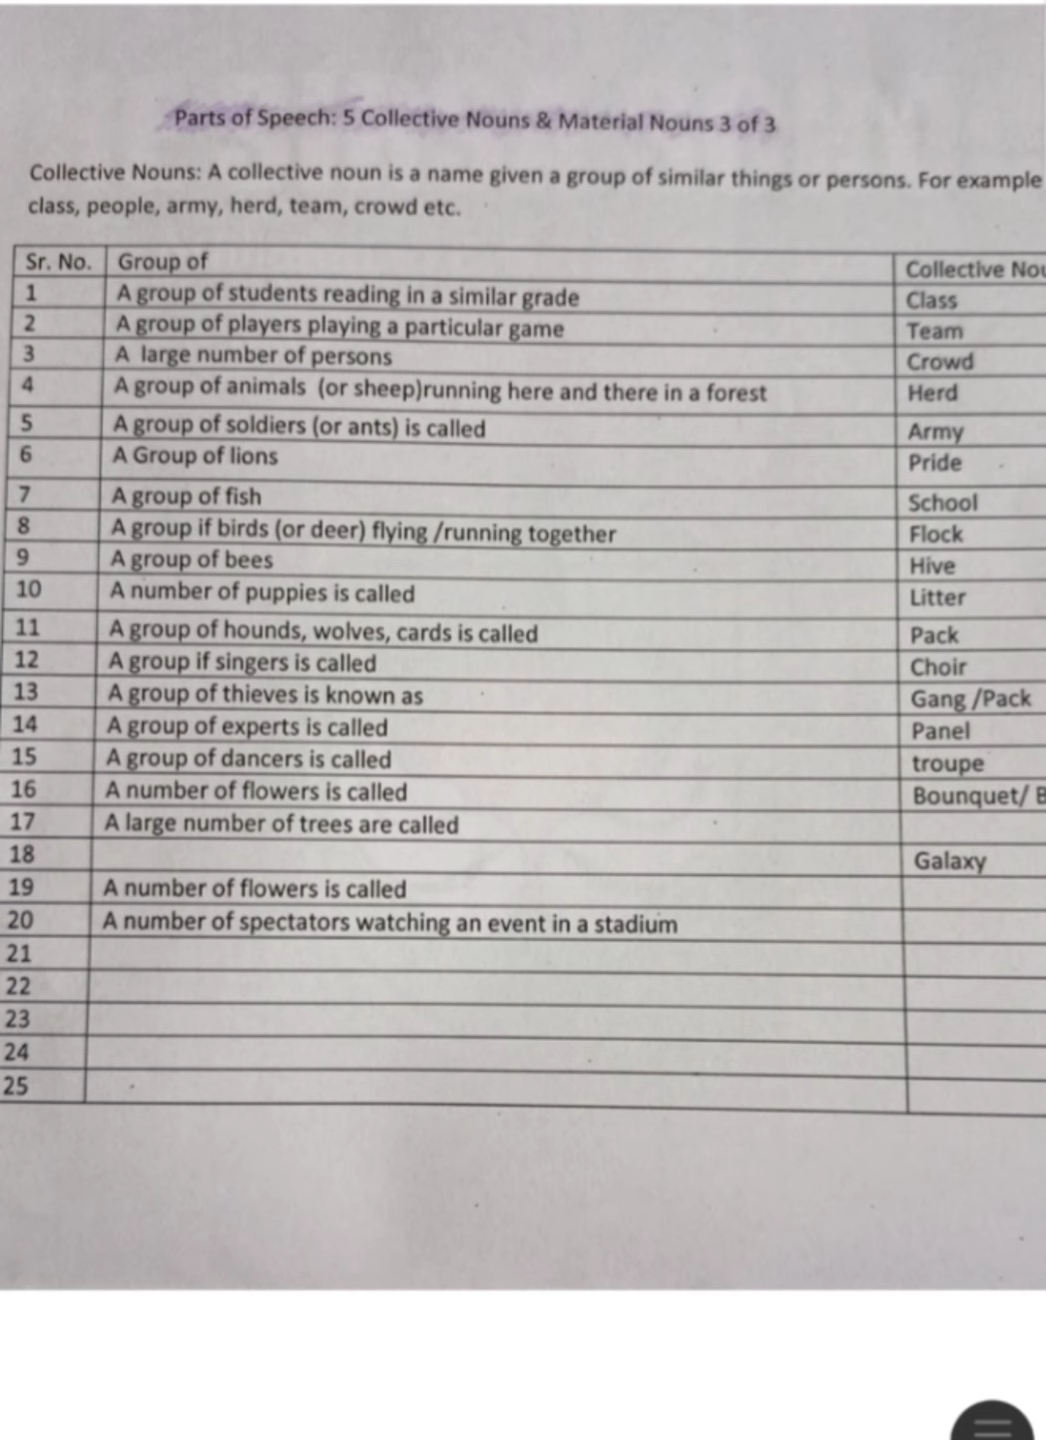 Parts of Speech: 5 Collective Nouns & Material Nouns 3 of 3
Collective Nouns: A collective noun is a name given a group of similar things or persons. For example
class, people, army, herd, team, crowd etc.
Sr. No. Group of Collective Nou
1 A group of students reading in a similar grade Class
2 A group of players playing a particular game Team
3 A large number of persons Crowd
4 A group of animals (or sheep)running here and there in a forest Herd
5 A group of soldiers (or ants) is called Army
6 A Group of lions Pride
7 A group of fish School
8 A group if birds (or deer) flying /running together Flock
9 A group of bees Hive
10 A number of puppies is called Litter
11 A group of hounds, wolves, cards is called Pack
12 A group if singers is called Choir
13 A group of thieves is known as Gang /Pack
14 A group of experts is called Panel
15 A group of dancers is called troupe
16 A number of flowers is called Bounquet/ B
17 A large number of trees are called
18 Galaxy
19 A number of flowers is called
20 A number of spectators watching an event in a stadium
21
22
23
24
25